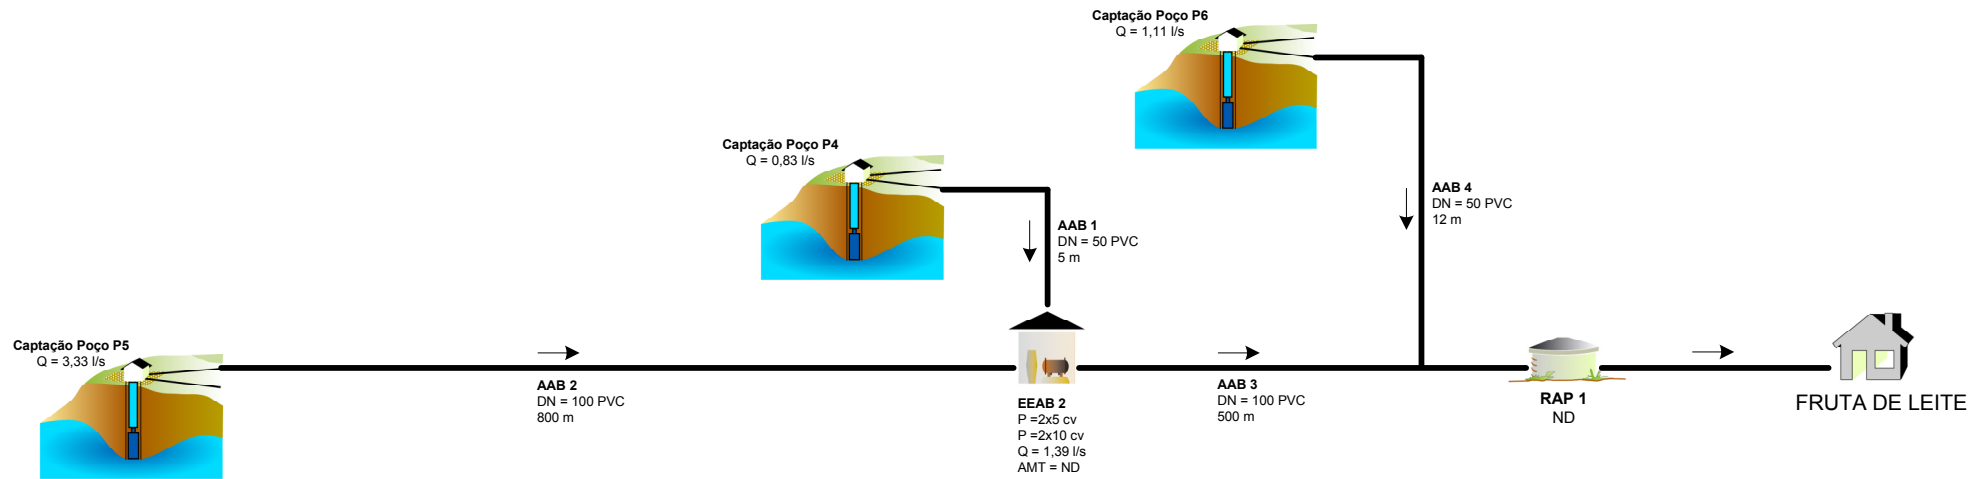 Captação Poço P6
Q = 1,11 l/s
Captação Poço P4
Q = 0,83 l/s
AAB 4
DN = 50 PVC
12 m
AAB 1
DN = 50 PVC
5 m
Captação Poço P5
Q = 3,33 l/s
AAB 2
DN = 100 PVC
800 m
EEAB 2
P =2x5 cv
P =2x10 cv
Q = 1,39 l/s
AMT = ND
AAB 3
DN = 100 PVC
500 m
RAP 1
ND
FRUTA DE LEITE